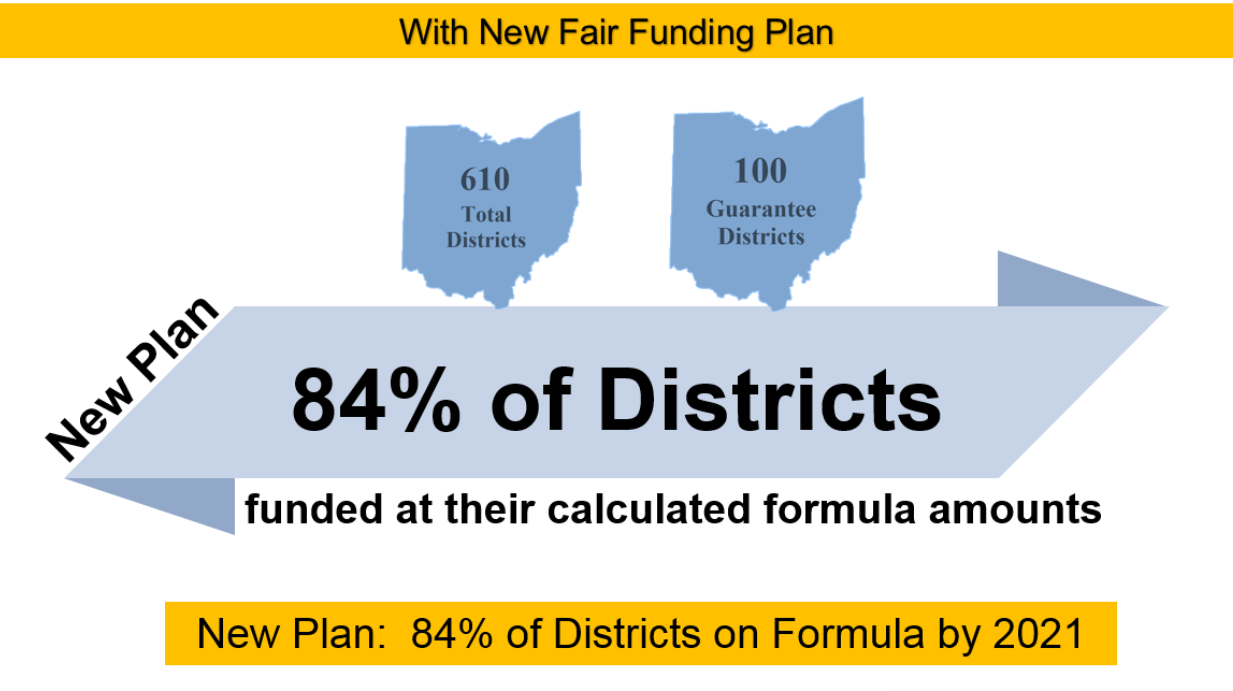 With New Fair Funding Plan
610
Total
Districts
100
Guarantee
Districts
New Plan
84% of Districts
funded at their calculated formula amounts
New Plan:  84% of Districts on Formula by 2021